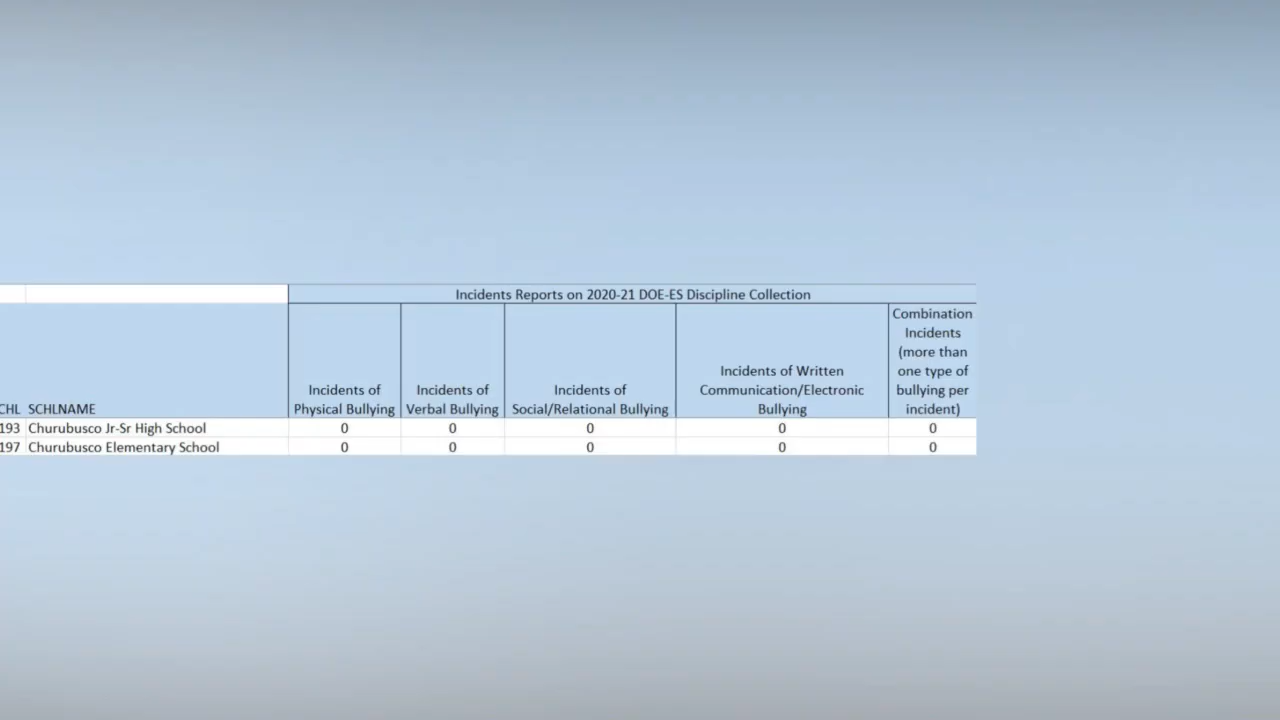 Incidents Reports on 2020-21 DOE-ES Discipline Collection
CHL SCHLNAME
Incidents of
Physical Bullying
Incidents of
Verbal Bullying
Incidents of
Social/Relational Bullying
Incidents of Written
Communication/Electronic
Bullying
Combination
Incidents
(more than
one type of
bullying per
incident)
193 Churubusco Jr-Sr High School 0 0 0 0 0
197 Churubusco Elementary School 0 0 0 0 0